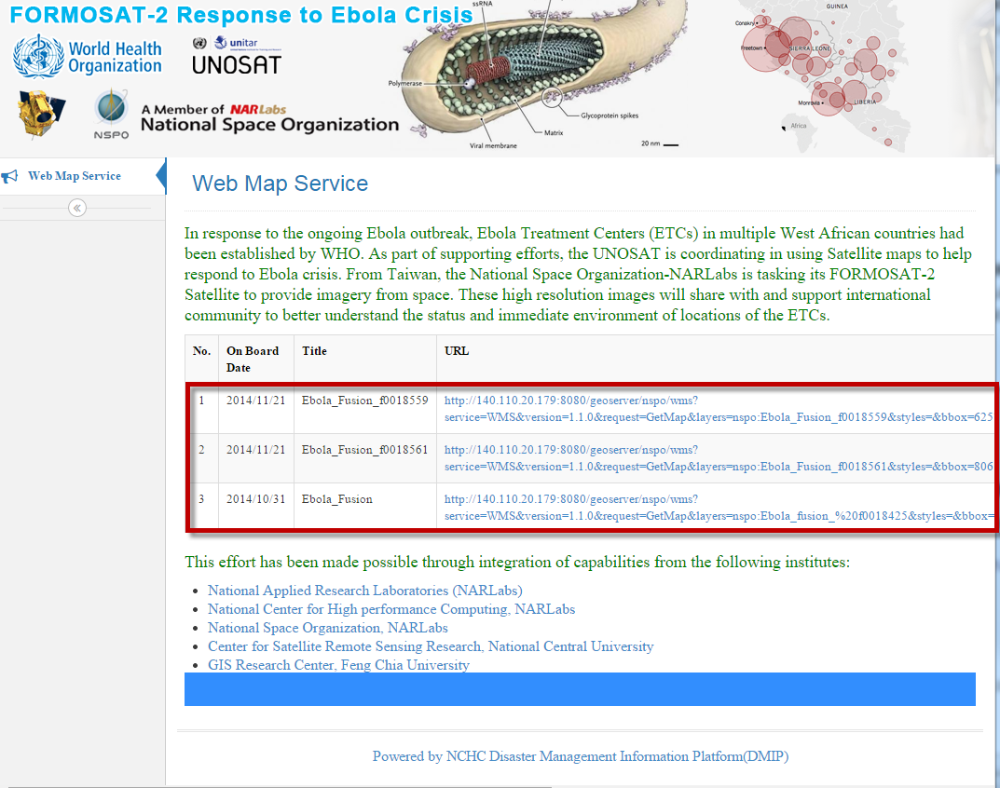 FORMOSAT-2 Response to Ebola Crisis
World Health
Organization
unitar
UNOSAT
NSPO
A Member of NARLabs
National Space Organization
ssRNA
Polymerase
Glycoprotein spikes
Matrix
Viral membrane
20 nm
GUINEA
Conakry
Freetown
SIERRA LEONE
Monrovia
LIBERIA
Africa
Web Map Service
Web Map Service
In response to the ongoing Ebola outbreak, Ebola Treatment Centers (ETCs) in multiple West African countries had
been established by WHO. As part of supporting efforts, the UNOSAT is coordinating in using Satellite maps to help
respond to Ebola crisis. From Taiwan, the National Space Organization-NARLabs is tasking its FORMOSAT-2
Satellite to provide imagery from space. These high resolution images will share with and support international
community to better understand the status and immediate environment of locations of the ETCs.
No. On Board Date Title URL
1 2014/11/21 Ebola_Fusion_f0018559 http://140.110.20.179:8080/geoserver/nspo/wms?
service=WMS&version=1.1.0&request=GetMap&layers=nspo:Ebola_Fusion_f0018559&styles=&bbox=625
2 2014/11/21 Ebola_Fusion_f0018561 http://140.110.20.179:8080/geoserver/nspo/wms?
service=WMS&version=1.1.0&request=GetMap&layers=nspo:Ebola_Fusion_f0018561&styles=&bbox=806
3 2014/10/31 Ebola_Fusion http://140.110.20.179:8080/geoserver/nspo/wms?
service=WMS&version=1.1.0&request=GetMap&layers=nspo:Ebola_fusion_%20f0018425&styles=&bbox=
This effort has been made possible through integration of capabilities from the following institutes:
National Applied Research Laboratories (NARLabs)
National Center for High performance Computing, NARLabs
National Space Organization, NARLabs
Center for Satellite Remote Sensing Research, National Central University
GIS Research Center, Feng Chia University
Powered by NCHC Disaster Management Information Platform(DMIP)